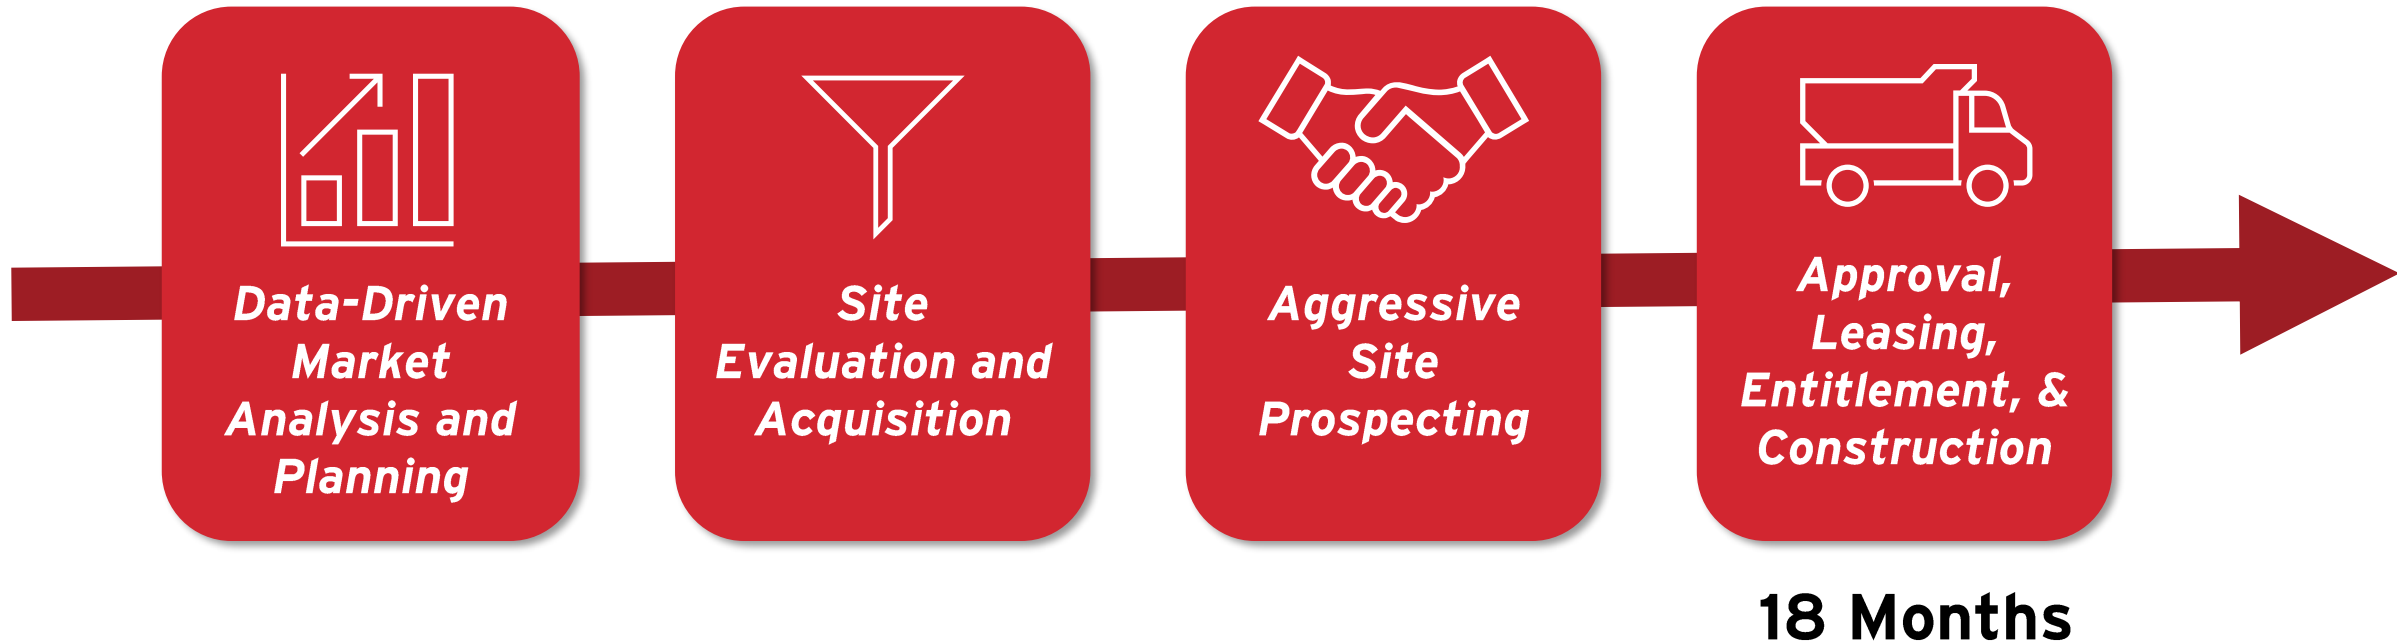 Data-Driven
Market
Analysis and
Planning
Site
Evaluation and
Acquisition
Aggressive
Site
Prospecting
Approval,
Leasing,
Entitlement, &
Construction
18 Months